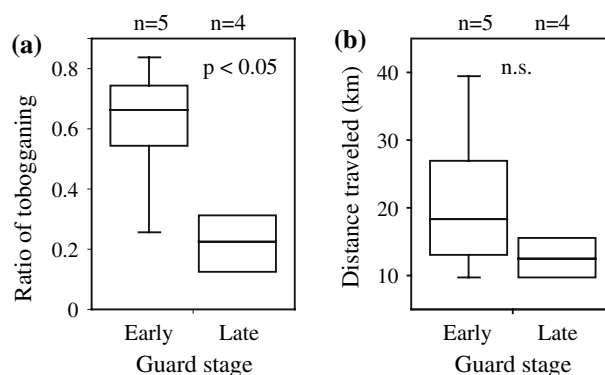 (a)
n=5 n=4
p < 0.05
Ratio of tobogganing
0.8
0.6
0.4
0.2
0
Early Late
Guard stage
(b)
n=5 n=4
n.s.
Distance traveled (km)
40
30
20
10
Early Late
Guard stage